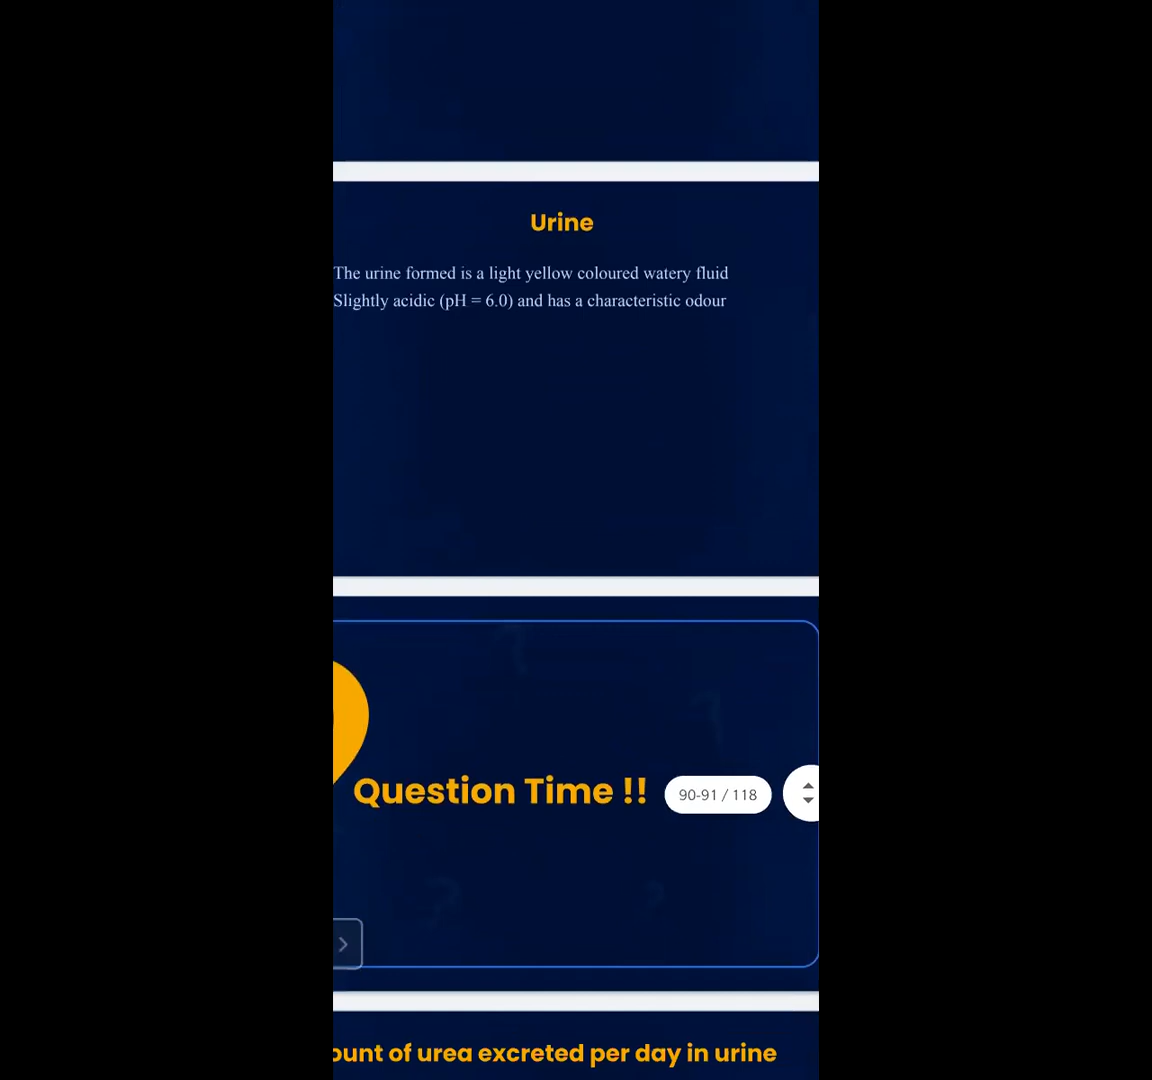 Urine
The urine formed is a light yellow coloured watery fluid
Slightly acidic (pH = 6.0) and has a characteristic odour
Question Time !!
90-91 / 118
of urea excreted per day in urine